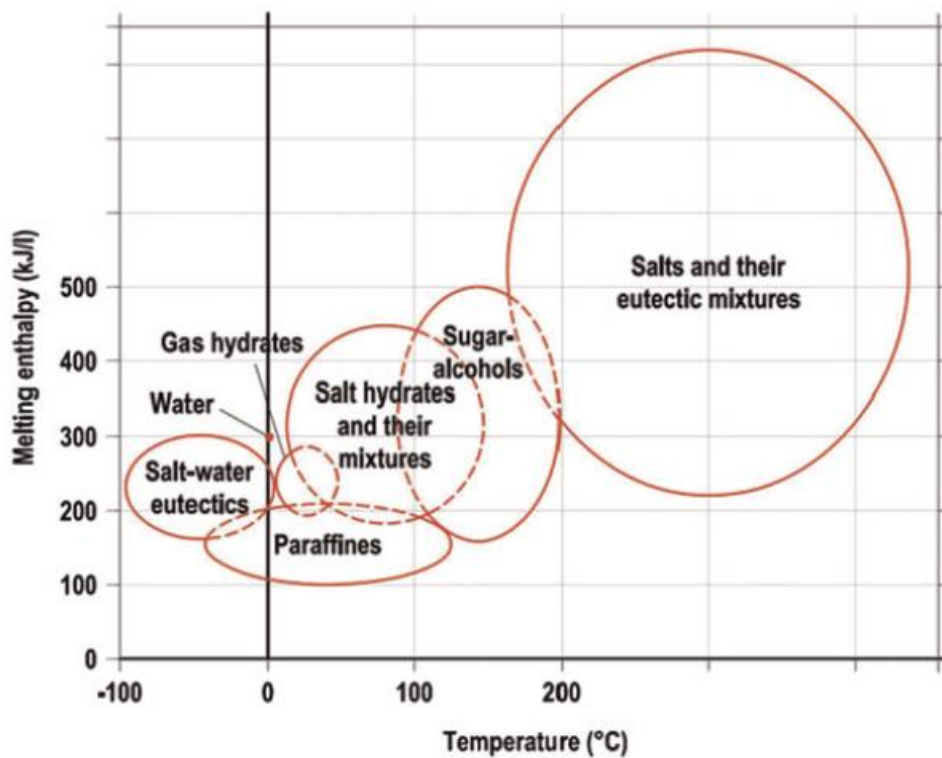 Melting enthalpy (kJ/l)
500
400
300
200
100
0
-100
0
100
200
Temperature (°C)
Gas hydrates
Water
Salt-water
eutectics
Paraffines
Salt hydrates
and their
mixtures
Sugar-
alcohols
Salts and their
eutectic mixtures